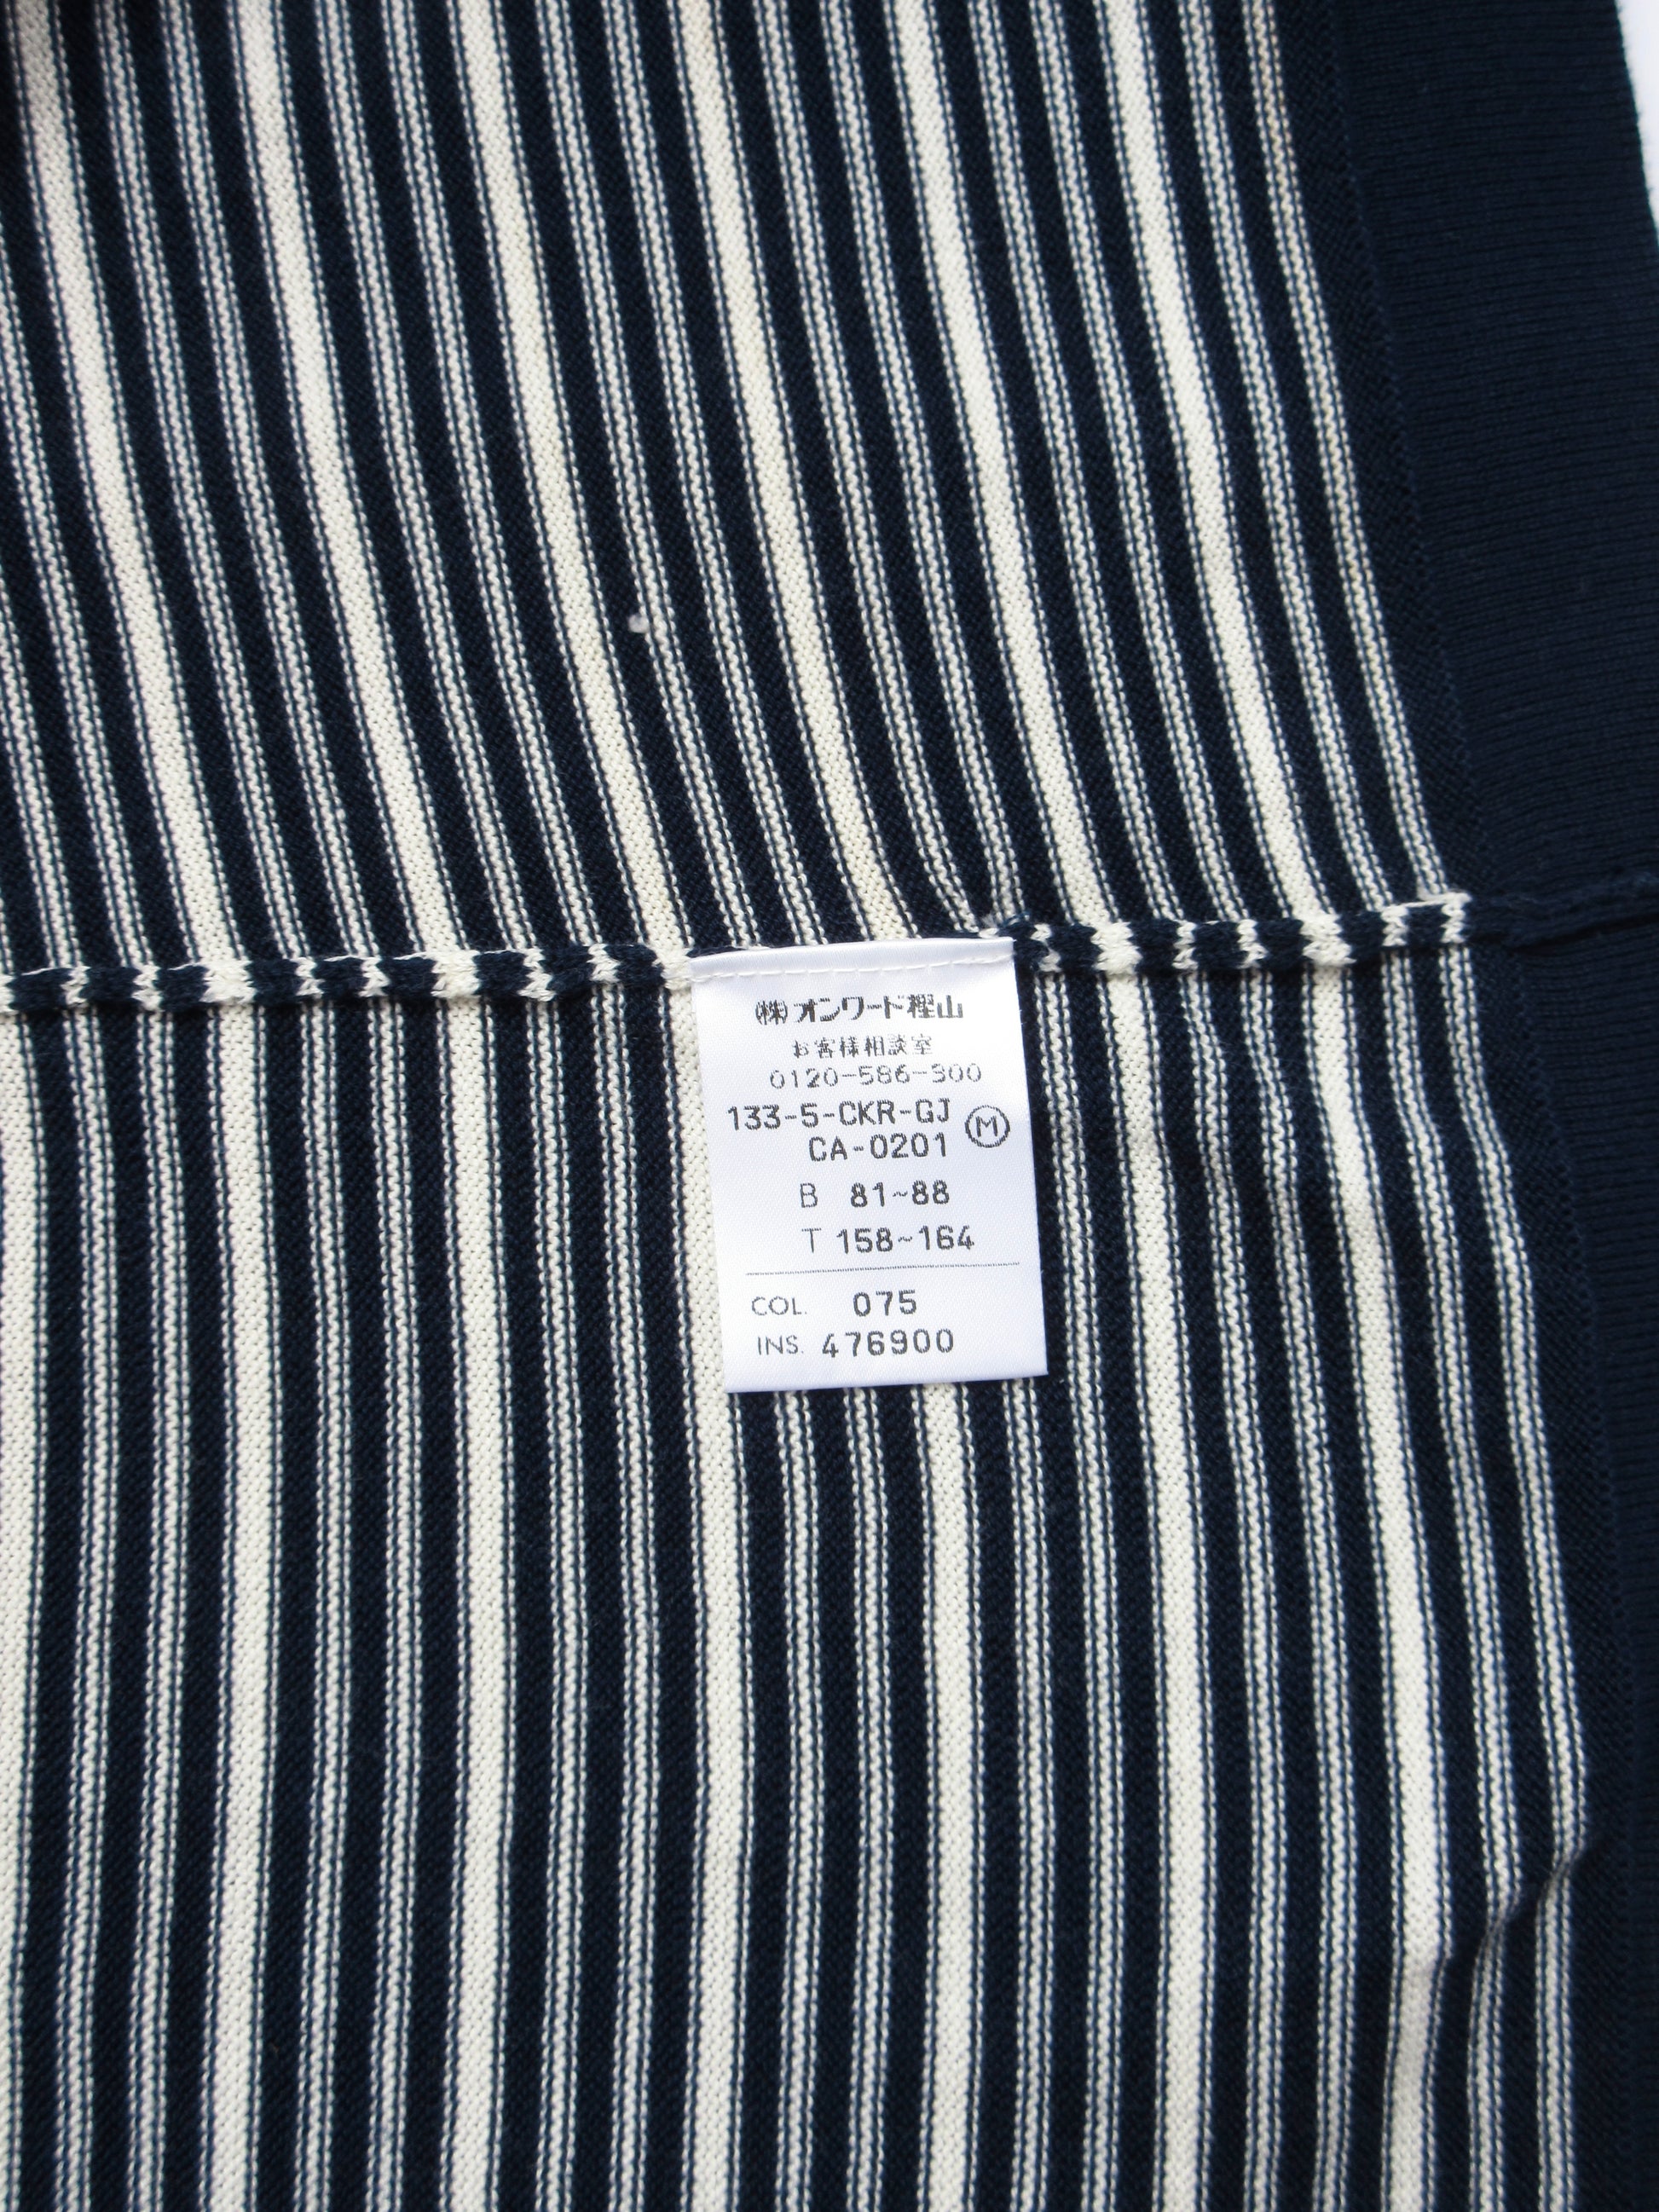 ㈱オンワード樫山
お客様相談室
0120-586-300
133-5-CKR-GJ Ⓜ
CA-0201
B 81~88
T 158~164
COL. 075
INS. 476900